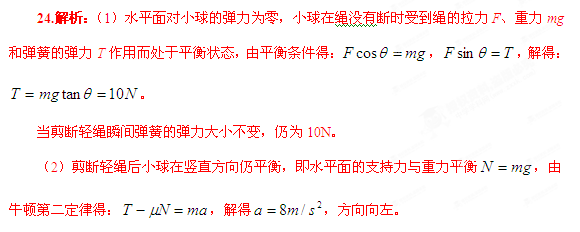 24.解析：（1）水平面对小球的弹力为零，小球在绳没有断时受到绳的拉力 F、重力 mg
和弹簧的弹力 T 作用而处于平衡状态，由平衡条件得：F cos θ = mg，F sin θ = T，解得：
T = mg tan θ = 10N。
当剪断轻绳瞬间弹簧的弹力大小不变，仍为 10N。
（2）剪断轻绳后小球在竖直方向仍平衡，即水平面的支持力与重力平衡 N = mg，由
牛顿第二定律得：T − μN = ma，解得 a = 8m/s²，方向向左。